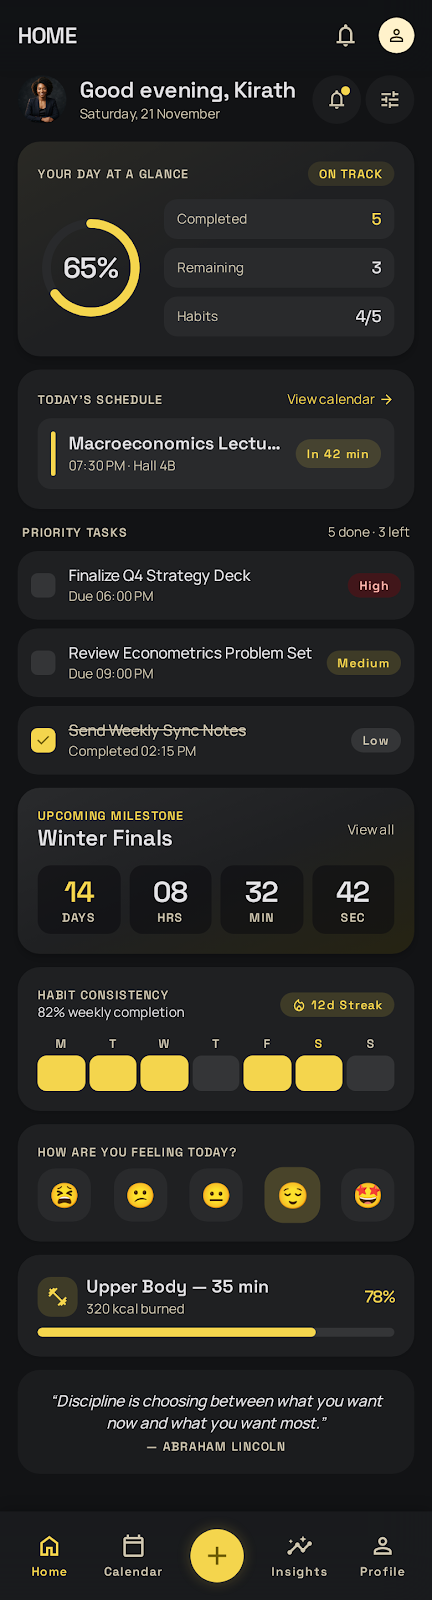 HOME
Good evening, Kirath
Saturday, 21 November
YOUR DAY AT A GLANCE
ON TRACK
65%
Completed 5
Remaining 3
Habits 4/5
TODAY'S SCHEDULE
View calendar →
Macroeconomics Lectu...
07:30 PM · Hall 4B
In 42 min
PRIORITY TASKS
5 done · 3 left
Finalize Q4 Strategy Deck
Due 06:00 PM
High
Review Econometrics Problem Set
Due 09:00 PM
Medium
Send Weekly Sync Notes
Completed 02:15 PM
Low
UPCOMING MILESTONE
Winter Finals
View all
14 08 32 42
DAYS HRS MIN SEC
HABIT CONSISTENCY
82% weekly completion
12d Streak
M T W T F S S
HOW ARE YOU FEELING TODAY?
Upper Body — 35 min
320 kcal burned
78%
“Discipline is choosing between what you want
now and what you want most.”
— ABRAHAM LINCOLN
Home Calendar Insights Profile